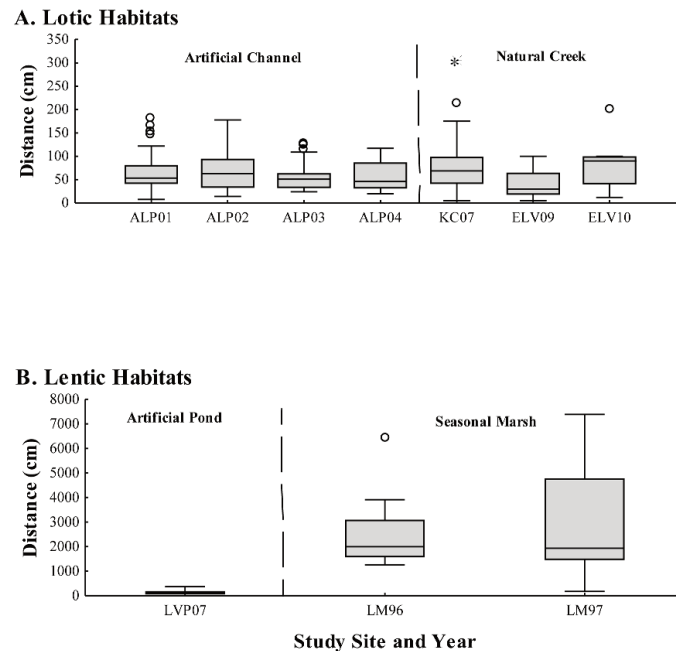 A. Lotic Habitats
350
300
250
200
150
100
50
0
Distance (cm)
Artificial Channel
Natural Creek
*
ALP01 ALP02 ALP03 ALP04 KC07 ELV09 ELV10
B. Lentic Habitats
8000
7000
6000
5000
4000
3000
2000
1000
0
Distance (cm)
Artificial Pond
Seasonal Marsh
LVP07 LM96 LM97
Study Site and Year